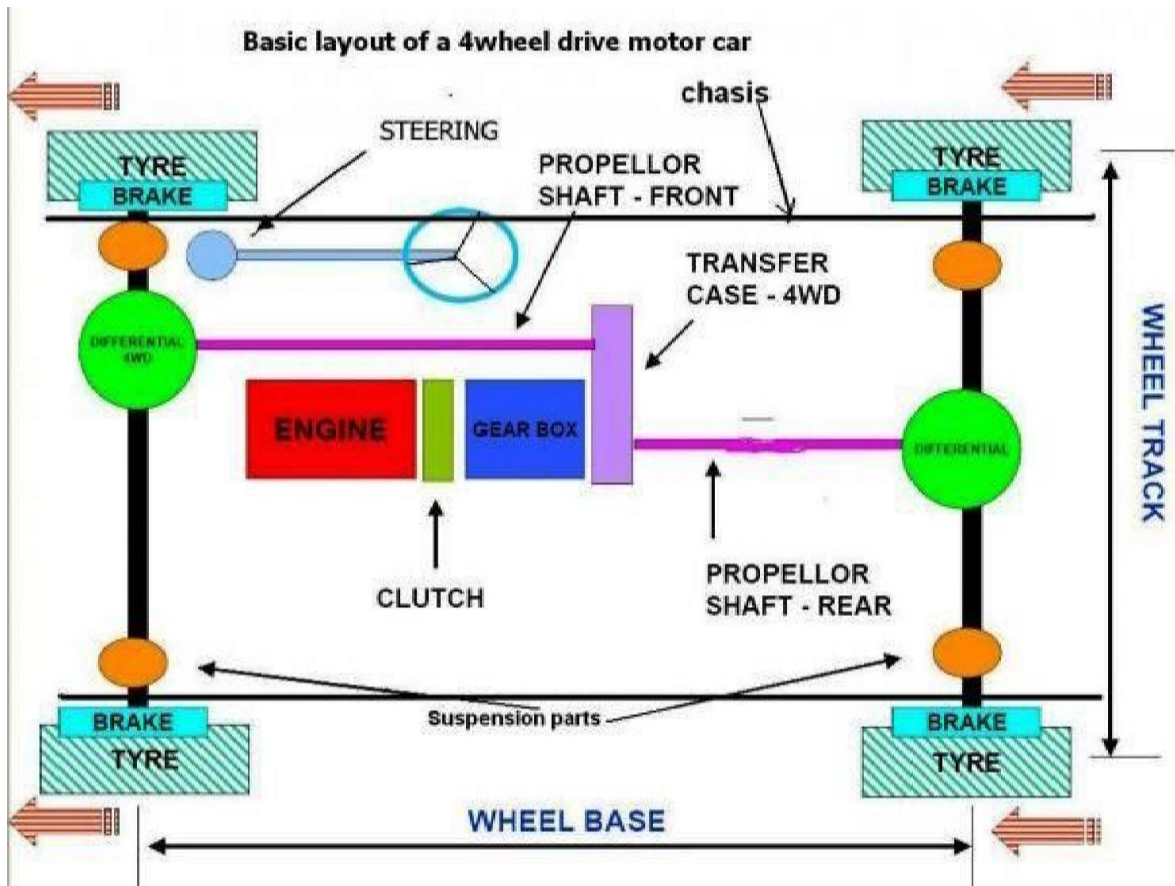 Basic layout of a 4wheel drive motor car
chasis
STEERING
TYRE
BRAKE
PROPELLOR
SHAFT - FRONT
TYRE
BRAKE
TRANSFER
CASE - 4WD
DIFFERENTIAL
4WD
ENGINE
GEAR BOX
DIFFERENTIAL
WHEEL TRACK
CLUTCH
PROPELLOR
SHAFT - REAR
Suspension parts
BRAKE
TYRE
BRAKE
TYRE
WHEEL BASE